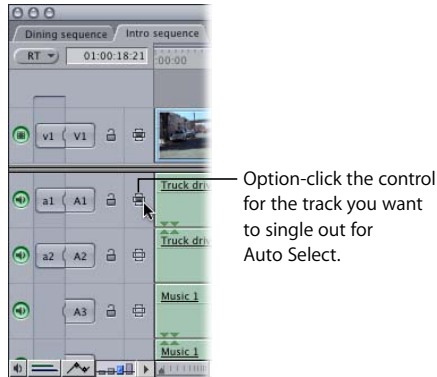 Dining sequence Intro sequence
RT 01:00:18:21 :00:00
v1 V1
a1 A1 Truck driv
Option-click the control
for the track you want
to single out for
Auto Select.
a2 A2 Truck driv
A3 Music 1
Music 1